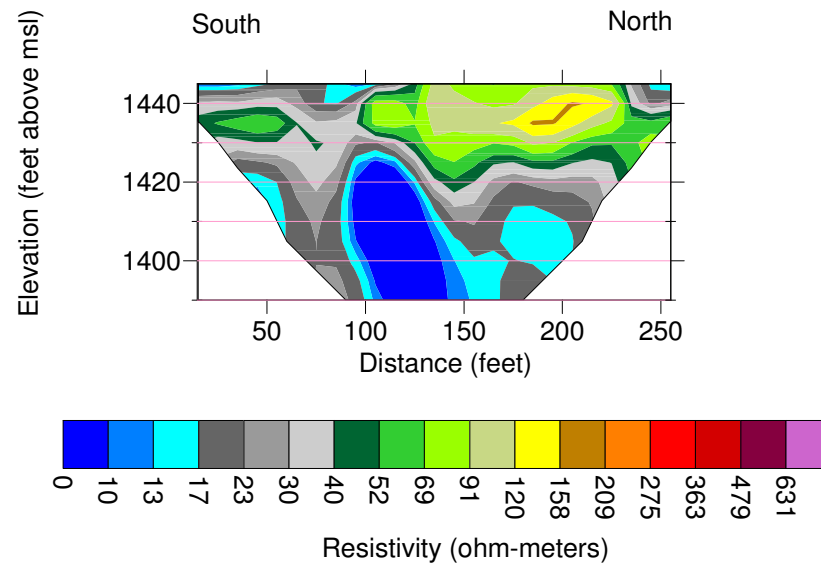 South
North
Elevation (feet above msl)
1440
1420
1400
50 100 150 200 250
Distance (feet)
0 10 13 17 23 30 40 52 69 91 120 158 209 275 363 479 631
Resistivity (ohm-meters)